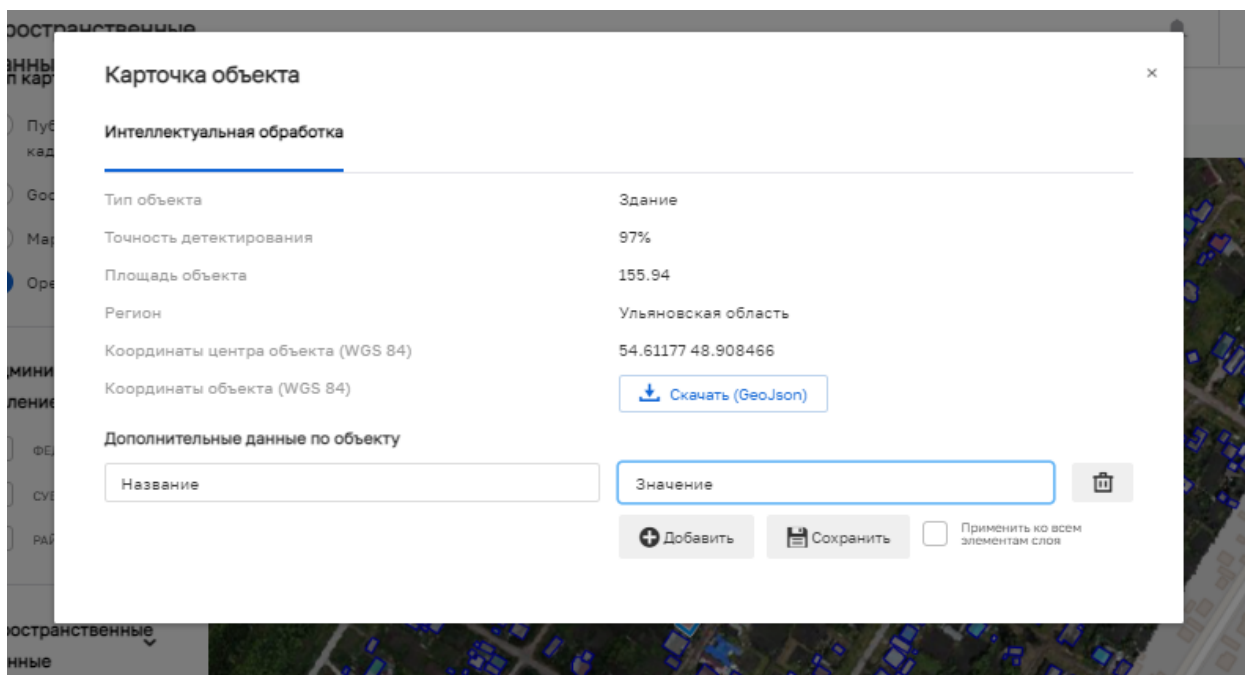 Карточка объекта
×
Интеллектуальная обработка
Тип объекта Здание
Точность детектирования 97%
Площадь объекта 155.94
Регион Ульяновская область
Координаты центра объекта (WGS 84) 54.61177 48.908466
Координаты объекта (WGS 84) Скачать (GeoJson)
Дополнительные данные по объекту
Название Значение
Добавить Сохранить Применить ко всем
элементам слоя